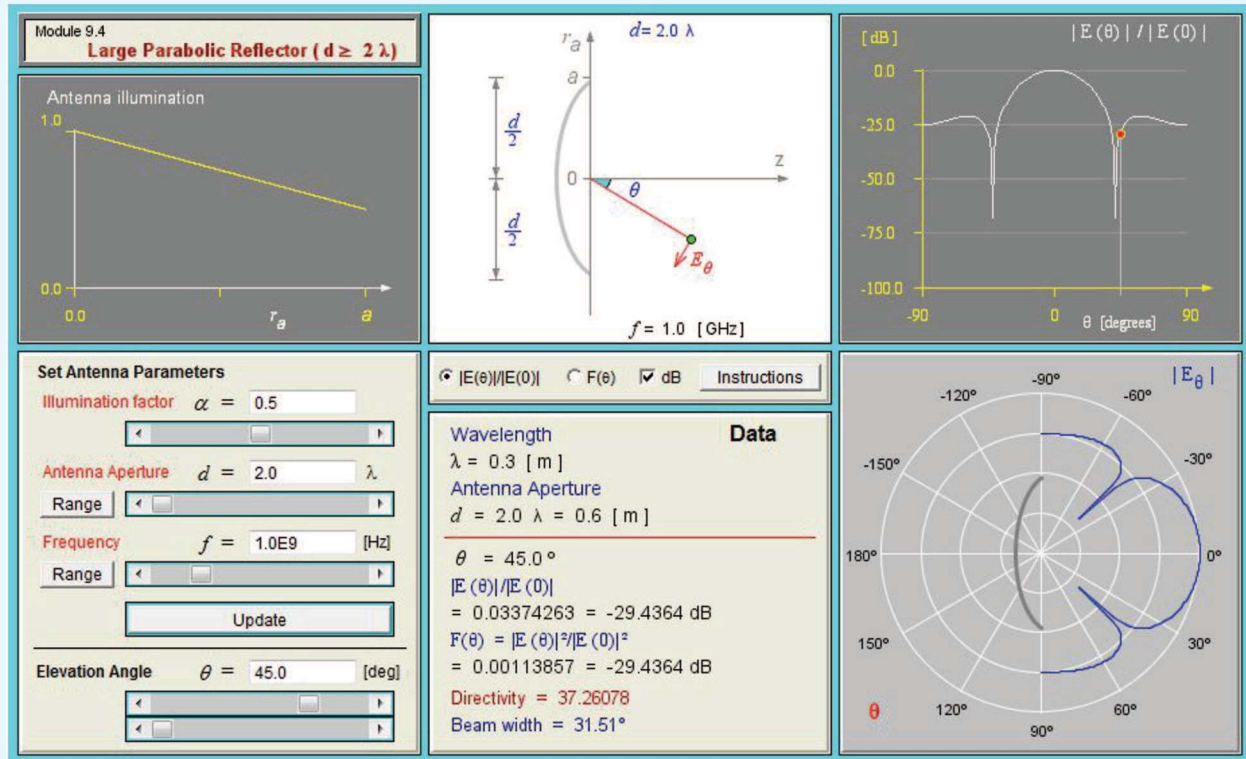 Module 9.4
Large Parabolic Reflector ( d ≥ 2 λ )
Antenna illumination
1.0
0.0
0.0
r_a
a
d= 2.0 λ
r_a
a
d/2
0
z
θ
d/2
E_θ
f = 1.0 [GHz]
[dB]
|E(θ)| / |E(0)|
0.0
-25.0
-50.0
-75.0
-100.0
-90
0
θ [degrees]
90
Set Antenna Parameters
Illumination factor α = 0.5
Antenna Aperture d = 2.0 λ
Range
Frequency f = 1.0E9 [Hz]
Range
Update
Elevation Angle θ = 45.0 [deg]
|E(θ)|/|E(0)| F(θ) dB Instructions
Wavelength Data
λ = 0.3 [m]
Antenna Aperture
d = 2.0 λ = 0.6 [m]
θ = 45.0 °
|E(θ)|/|E(0)|
= 0.03374263 = -29.4364 dB
F(θ) = |E(θ)|²/|E(0)|²
= 0.00113857 = -29.4364 dB
Directivity = 37.26078
Beam width = 31.51°
|E_θ|
-90°
-120°
-60°
-150°
-30°
180°
0°
150°
30°
θ
120°
60°
90°